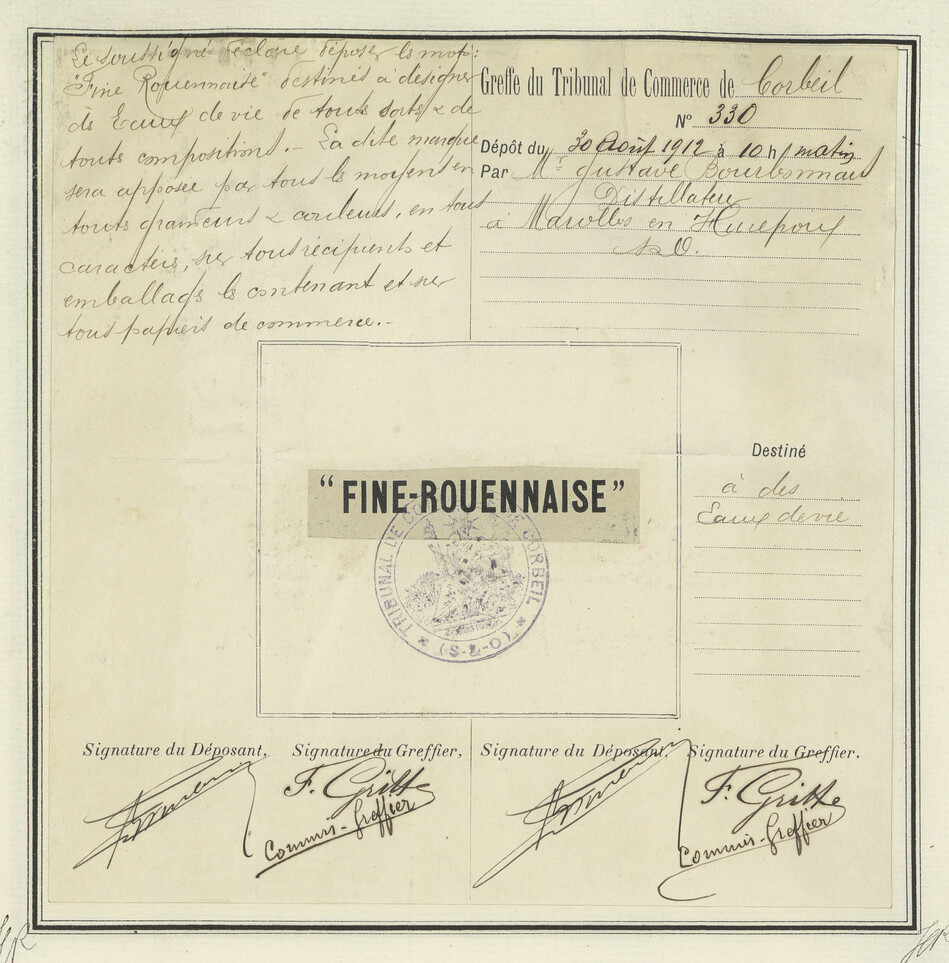 Le soussigné déclare déposer les mots:
"Fine Rouennaise" destinés à désigner
des Eaux de vie de toutes sortes & de
toutes compositions. - La dite marque
sera apposée par tous les moyens en
toutes grandeurs & couleurs, en tous
caractères, sur tous récipients et
emballages les contenant et sur
tous papiers de commerce. -
Greffe du Tribunal de Commerce de Corbeil
N° 330
Dépôt du 30 Août 1912 à 10 h/ matin
Par Mr. Gustave Bourbonnais
Distillateur
à Marolles en Hurepoix
S & O.
"FINE-ROUENNAISE"
TRIBUNAL DE COMMERCE DE CORBEIL
(S-&-O)
Destiné
à des
Eaux de vie
Signature du Déposant. Signature du Greffier, Signature du Déposant. Signature du Greffier.
F. Gritte F. Gritte
Commis-Greffier Commis-Greffier